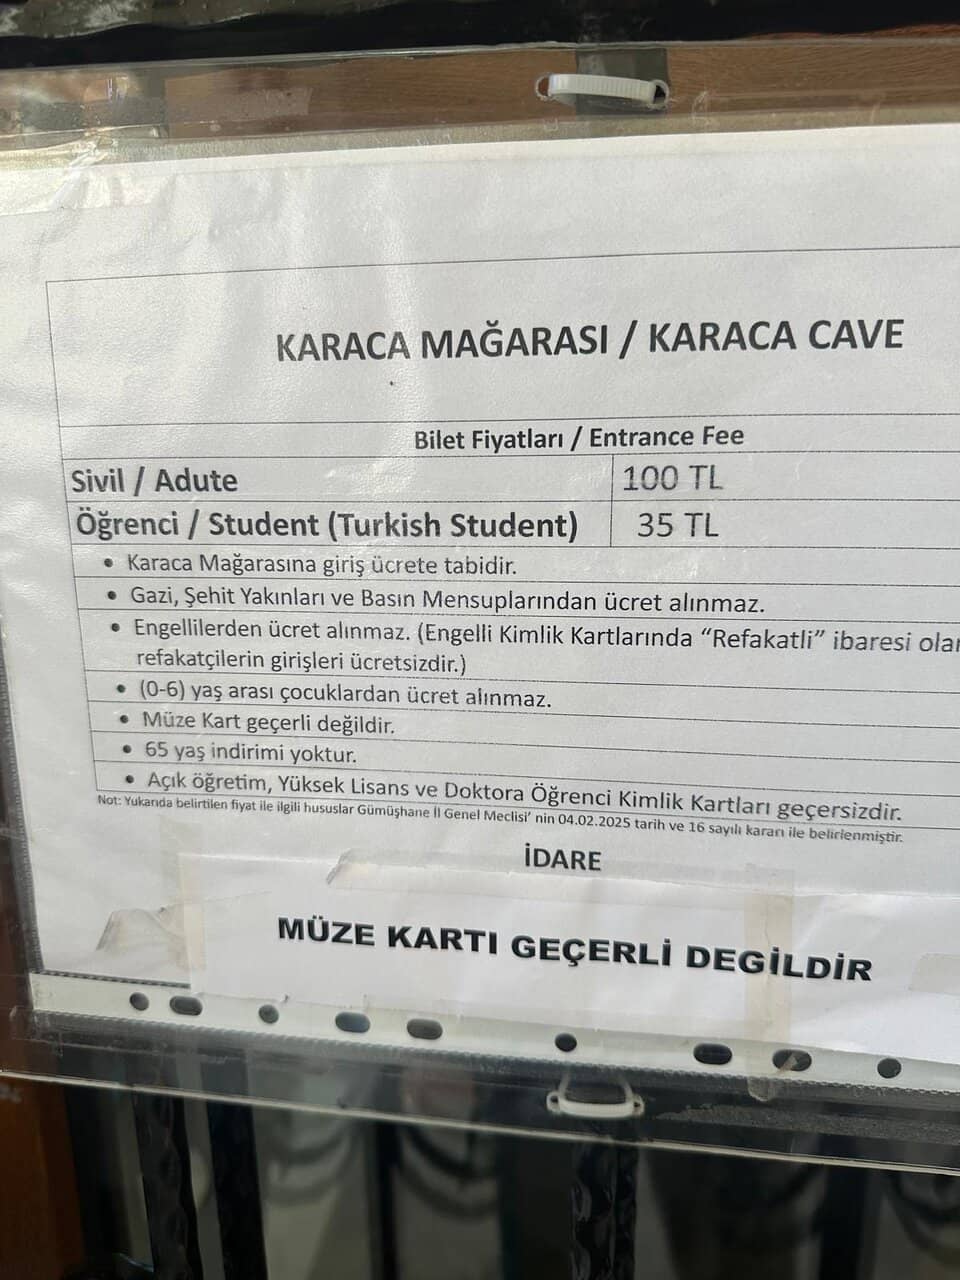 KARACA MAĞARASI / KARACA CAVE
Bilet Fiyatları / Entrance Fee
Sivil / Adute 100 TL
Öğrenci / Student (Turkish Student) 35 TL
• Karaca Mağarasına giriş ücrete tabidir.
• Gazi, Şehit Yakınları ve Basın Mensuplarından ücret alınmaz.
• Engellilerden ücret alınmaz. (Engelli Kimlik Kartlarında “Refakatli” ibaresi
refakatçilerin girişleri ücretsizdir.)
• (0-6) yaş arası çocuklardan ücret alınmaz.
• Müze Kart geçerli değildir.
• 65 yaş indirimi yoktur.
• Açık öğretim, Yüksek Lisans ve Doktora Öğrenci Kimlik Kartları geçersizdir.
Not: Yukarıda belirtilen fiyat ile ilgili hususlar Gümüşhane İl Genel Meclisi’ nin 04.02.2025 tarih ve 16 sayılı kararı ile belirlenmiştir.
İDARE
MÜZE KARTI GEÇERLİ DEGİLDİR